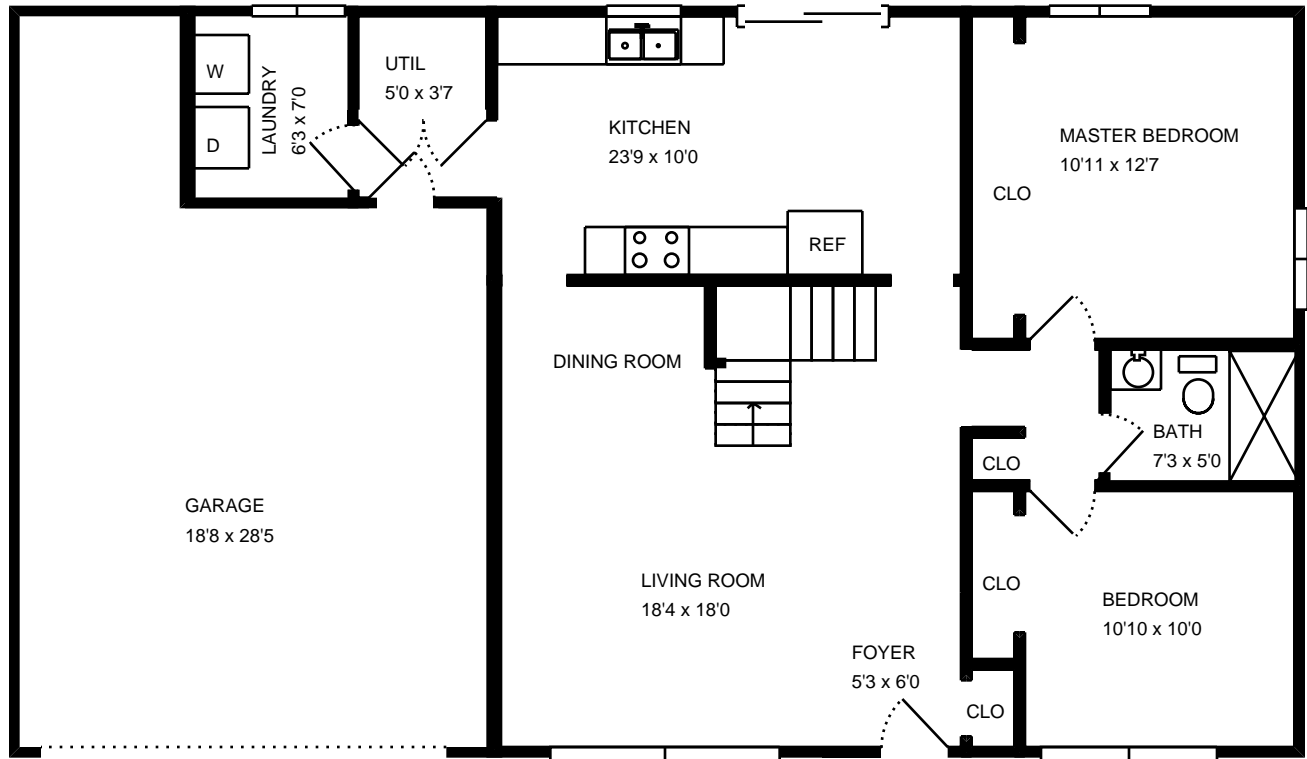 W
D
LAUNDRY
6'3 x 7'0
UTIL
5'0 x 3'7
KITCHEN
23'9 x 10'0
REF
MASTER BEDROOM
10'11 x 12'7
CLO
DINING ROOM
BATH
7'3 x 5'0
CLO
GARAGE
18'8 x 28'5
LIVING ROOM
18'4 x 18'0
CLO
BEDROOM
10'10 x 10'0
FOYER
5'3 x 6'0
CLO